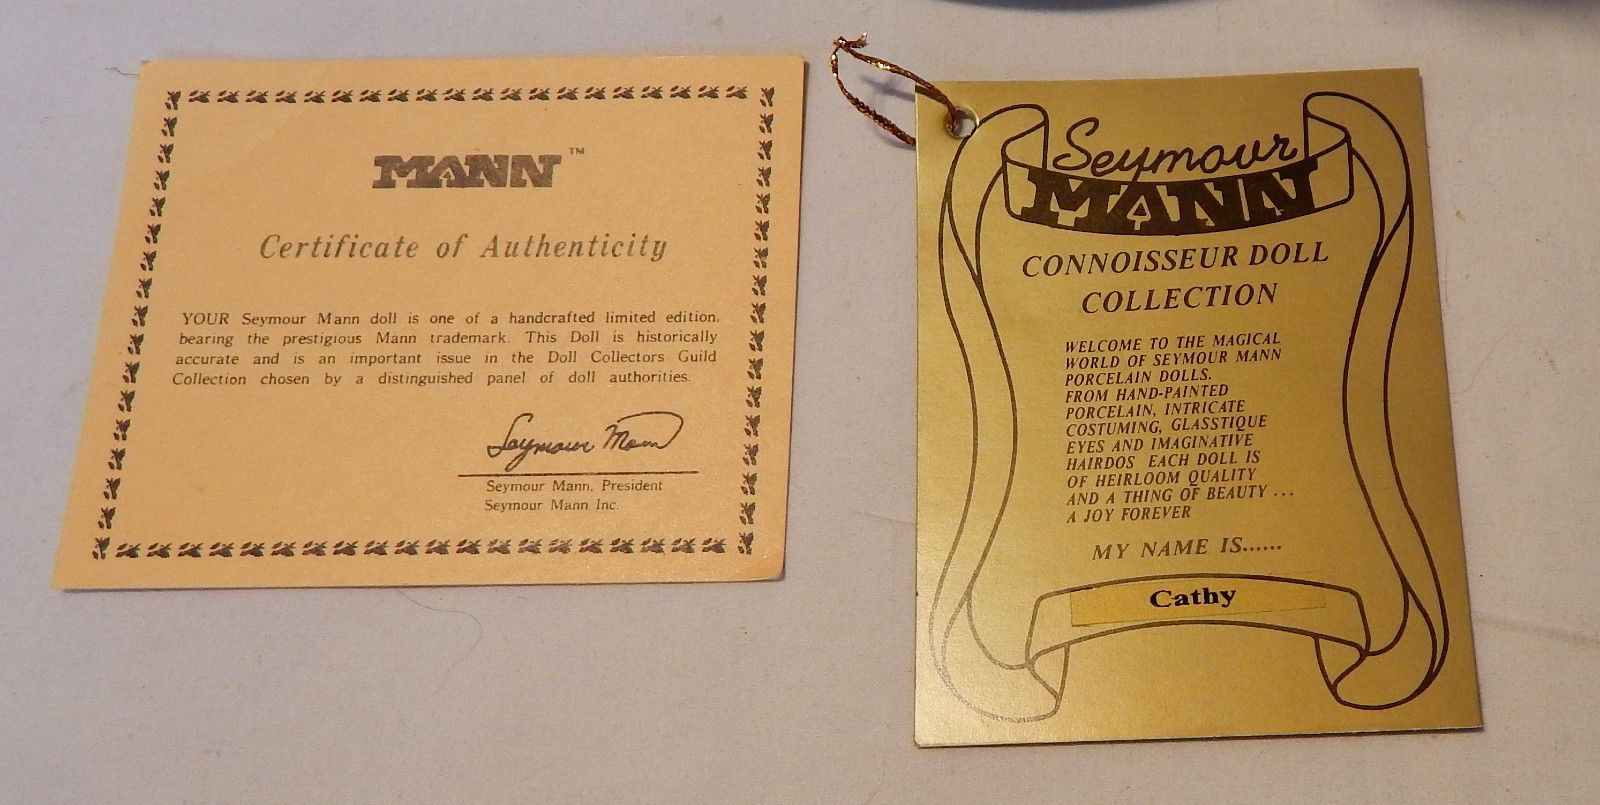 MANN™
Certificate of Authenticity
YOUR Seymour Mann doll is one of a handcrafted limited edition,
bearing the prestigious Mann trademark. This Doll is historically
accurate and is an important issue in the Doll Collectors Guild
Collection chosen by a distinguished panel of doll authorities.
Seymour Mann
Seymour Mann, President
Seymour Mann Inc.
Seymour
MANN
CONNOISSEUR DOLL
COLLECTION
WELCOME TO THE MAGICAL
WORLD OF SEYMOUR MANN
PORCELAIN DOLLS.
FROM HAND-PAINTED
PORCELAIN, INTRICATE
COSTUMING, GLASSTIQUE
EYES AND IMAGINATIVE
HAIRDOS EACH DOLL IS
OF HEIRLOOM QUALITY
AND A THING OF BEAUTY ...
A JOY FOREVER
MY NAME IS......
Cathy